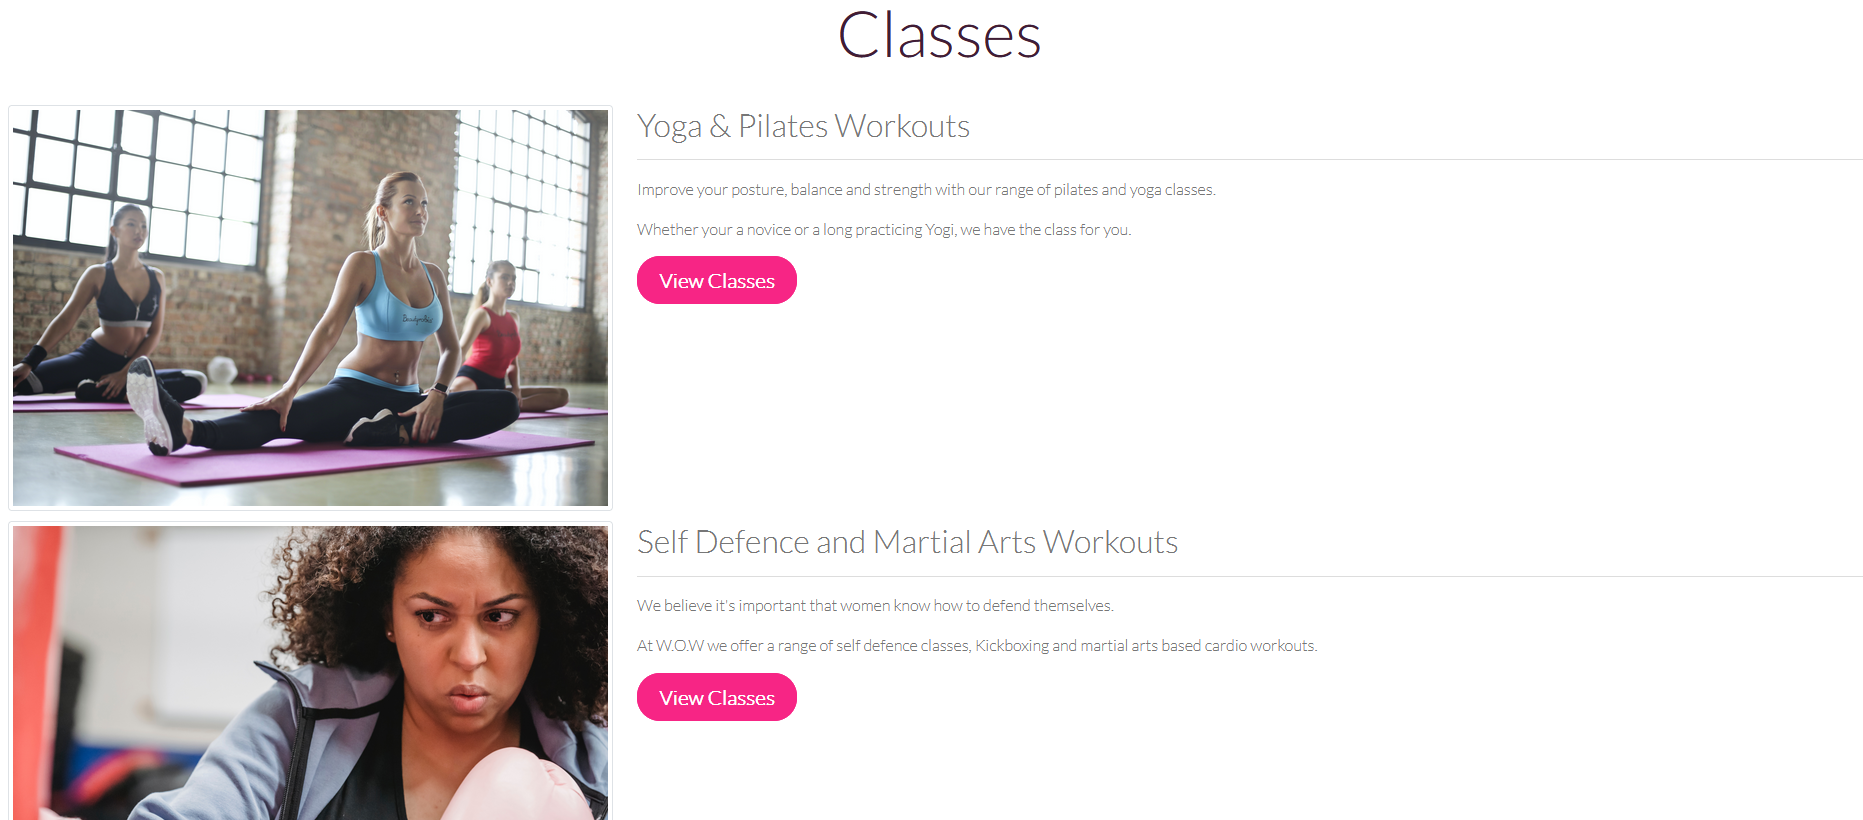 Classes
Yoga & Pilates Workouts
Improve your posture, balance and strength with our range of pilates and yoga classes.
Whether your a novice or a long practicing Yogi, we have the class for you.
View Classes
Self Defence and Martial Arts Workouts
We believe it's important that women know how to defend themselves.
At W.O.W we offer a range of self defence classes, Kickboxing and martial arts based cardio workouts.
View Classes